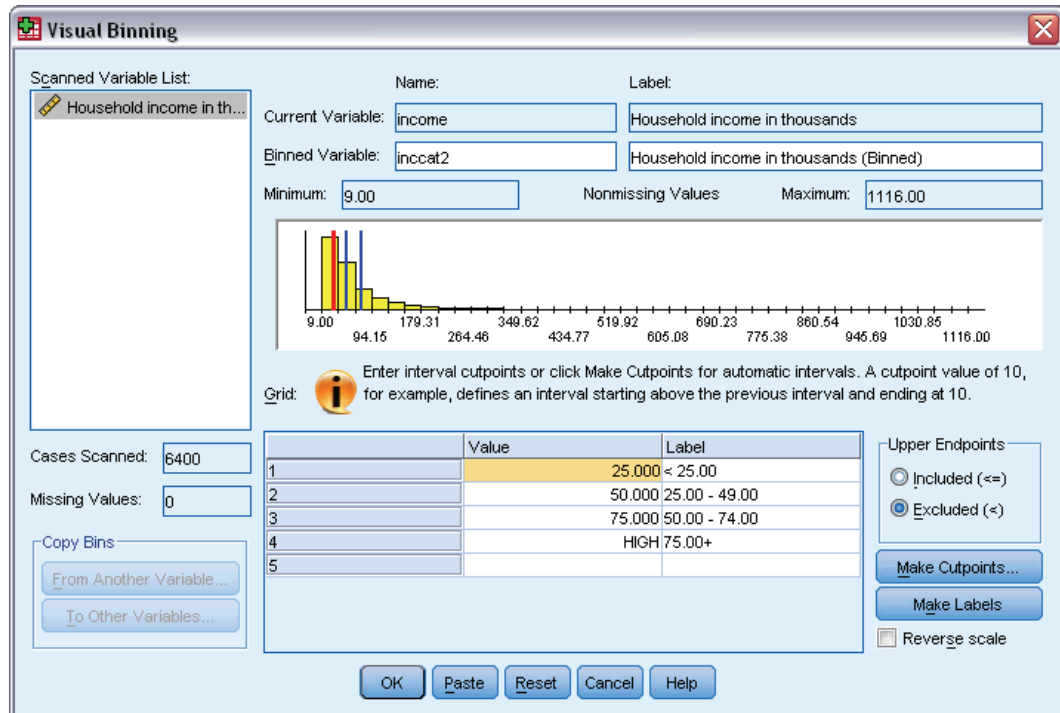 Visual Binning
Scanned Variable List:
Household income in th...
Name: Label:
Current Variable: income Household income in thousands
Binned Variable: inccat2 Household income in thousands (Binned)
Minimum: 9.00 Nonmissing Values Maximum: 1116.00
9.00 179.31 349.62 519.92 690.23 860.54 1030.85
94.15 264.46 434.77 605.08 775.38 945.69 1116.00
Grid: Enter interval cutpoints or click Make Cutpoints for automatic intervals. A cutpoint value of 10,
for example, defines an interval starting above the previous interval and ending at 10.
Cases Scanned: 6400
Missing Values: 0
Copy Bins
From Another Variable...
To Other Variables...
Value Label
1 25.000 < 25.00
2 50.000 25.00 - 49.00
3 75.000 50.00 - 74.00
4 HIGH 75.00+
5
Upper Endpoints
Included (<=)
Excluded (<)
Make Cutpoints...
Make Labels
Reverse scale
OK Paste Reset Cancel Help